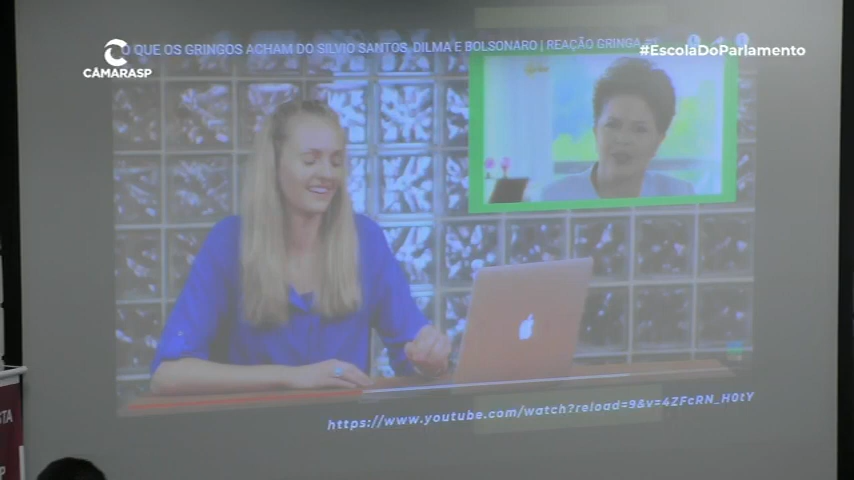 O QUE OS GRINGOS ACHAM DO SILVIO SANTOS, DILMA E BOLSONARO | REAÇÃO GRINGA
#EscolaDoParlamento
CÂMARASP
https://www.youtube.com/watch?reload=9&v=4ZFcRN_H0tY
STA
P